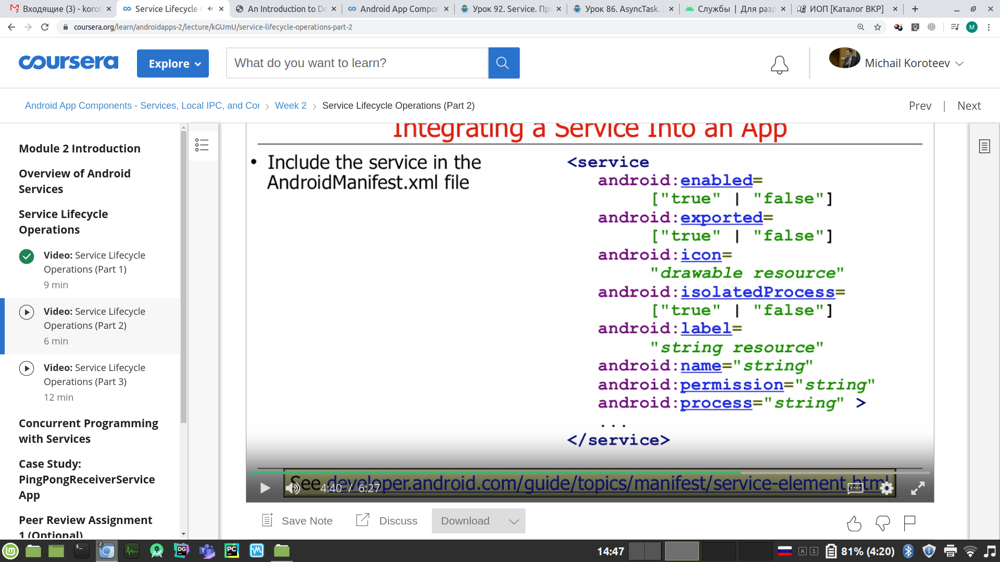 Входящие (3) - korot
Service Lifecycle O
An Introduction to De
Android App Compon
Урок 92. Service. Пр
Урок 86. AsyncTask.
Службы | Для разр
ИОП [Каталог ВКР]
coursera.org/learn/androidapps-2/lecture/kGUmU/service-lifecycle-operations-part-2
M
coursera
Explore
What do you want to learn?
Michail Koroteev
Android App Components - Services, Local IPC, and Cor
Week 2
Service Lifecycle Operations (Part 2)
Prev | Next
Module 2 Introduction
Overview of Android
Services
Service Lifecycle
Operations
Video: Service Lifecycle
Operations (Part 1)
9 min
Video: Service Lifecycle
Operations (Part 2)
6 min
Video: Service Lifecycle
Operations (Part 3)
12 min
Concurrent Programming
with Services
Case Study:
PingPongReceiverService
App
Peer Review Assignment
1 (Optional)
Integrating a Service Into an App
• Include the service in the
AndroidManifest.xml file
<service
android:enabled=
["true" | "false"]
android:exported=
["true" | "false"]
android:icon=
"drawable resource"
android:isolatedProcess=
["true" | "false"]
android:label=
"string resource"
android:name="string"
android:permission="string"
android:process="string" >
...
</service>
See developer.android.com/guide/topics/manifest/service-element.html
4:40 / 6:27
Save Note
Discuss
Download
2
DG
PC
14:47
A 1
81% (4:20)